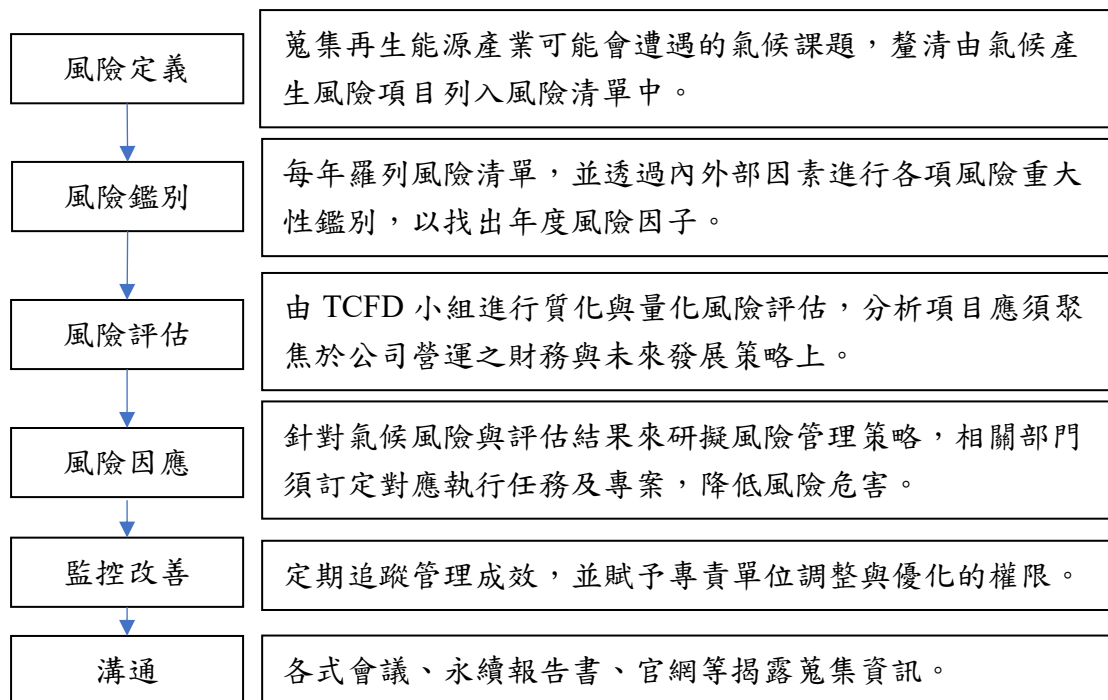 風險定義
蒐集再生能源產業可能會遭遇的氣候課題，釐清由氣候產
生風險項目列入風險清單中。
風險鑑別
每年羅列風險清單，並透過內外部因素進行各項風險重大
性鑑別，以找出年度風險因子。
風險評估
由 TCFD 小組進行質化與量化風險評估，分析項目應須聚
焦於公司營運之財務與未來發展策略上。
風險因應
針對氣候風險與評估結果來研擬風險管理策略，相關部門
須訂定對應執行任務及專案，降低風險危害。
監控改善
定期追蹤管理成效，並賦予專責單位調整與優化的權限。
溝通
各式會議、永續報告書、官網等揭露蒐集資訊。